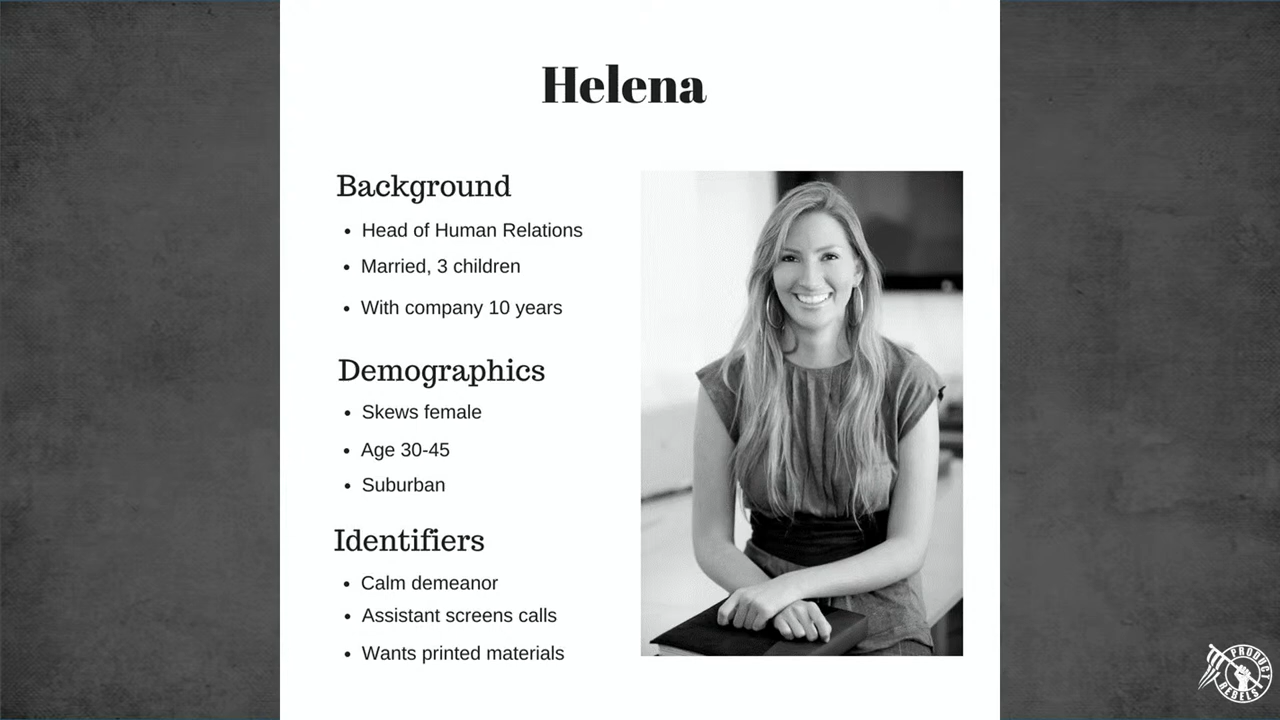 Helena
Background
• Head of Human Relations
• Married, 3 children
• With company 10 years
Demographics
• Skews female
• Age 30-45
• Suburban
Identifiers
• Calm demeanor
• Assistant screens calls
• Wants printed materials
PRODUCT
REBELS